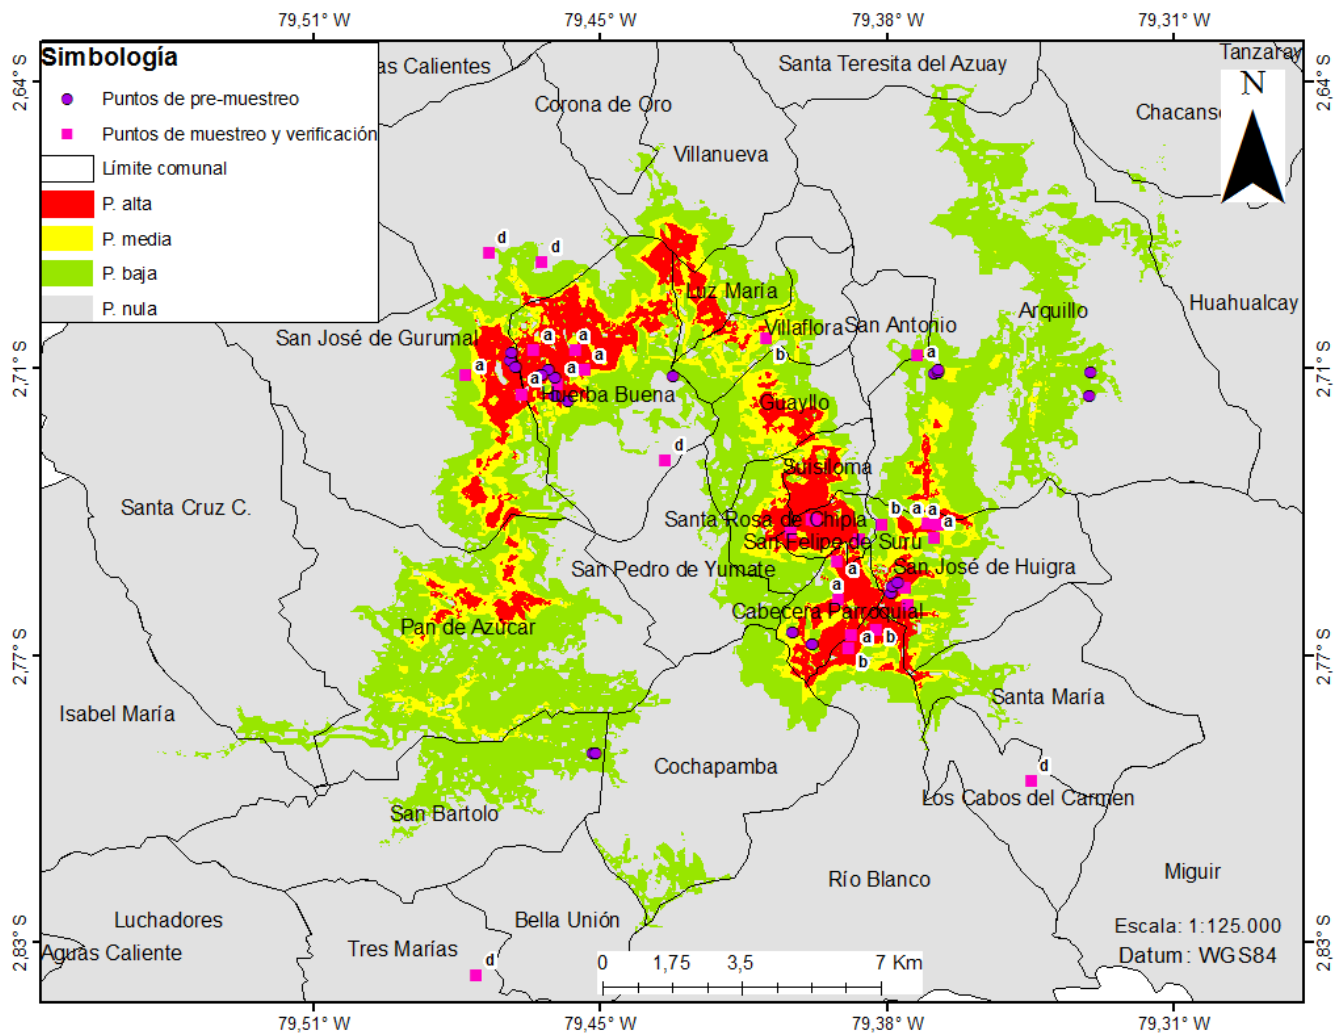 79,51° W 79,45° W 79,38° W 79,31° W
Simbología
Puntos de pre-muestreo
Puntos de muestreo y verificación
Límite comunal
P. alta
P. media
P. baja
P. nula
as Calientes
Santa Teresita del Azuay
Tanzaray
2,64° S
2,64° S
N
Corona de Oro
Chacans
Villanueva
d
d
Luz María
Arquillo
Huahualcay
San José de Gurumal
Villaflora
San Antonio
a
a
a
a
a
a
b
a
2,71° S
2,71° S
Huerba Buena
Guayllo
d
Suisiloma
Santa Cruz C.
Santa Rosa de Chipla
b
a
a
a
San Felipe de Suru
San Pedro de Yumate
a
San José de Huigra
a
Cabecera Parroquial
Pan de Azúcar
a
b
b
2,77° S
2,77° S
Santa María
Isabel María
Cochapamba
d
Los Cabos del Carmen
San Bartolo
Río Blanco
Miguir
Luchadores
Bella Unión
Escala: 1:125.000
Aguas Caliente
Tres Marías
Datum: WGS84
d
2,83° S
2,83° S
0 1,75 3,5 7 Km
79,51° W 79,45° W 79,38° W 79,31° W